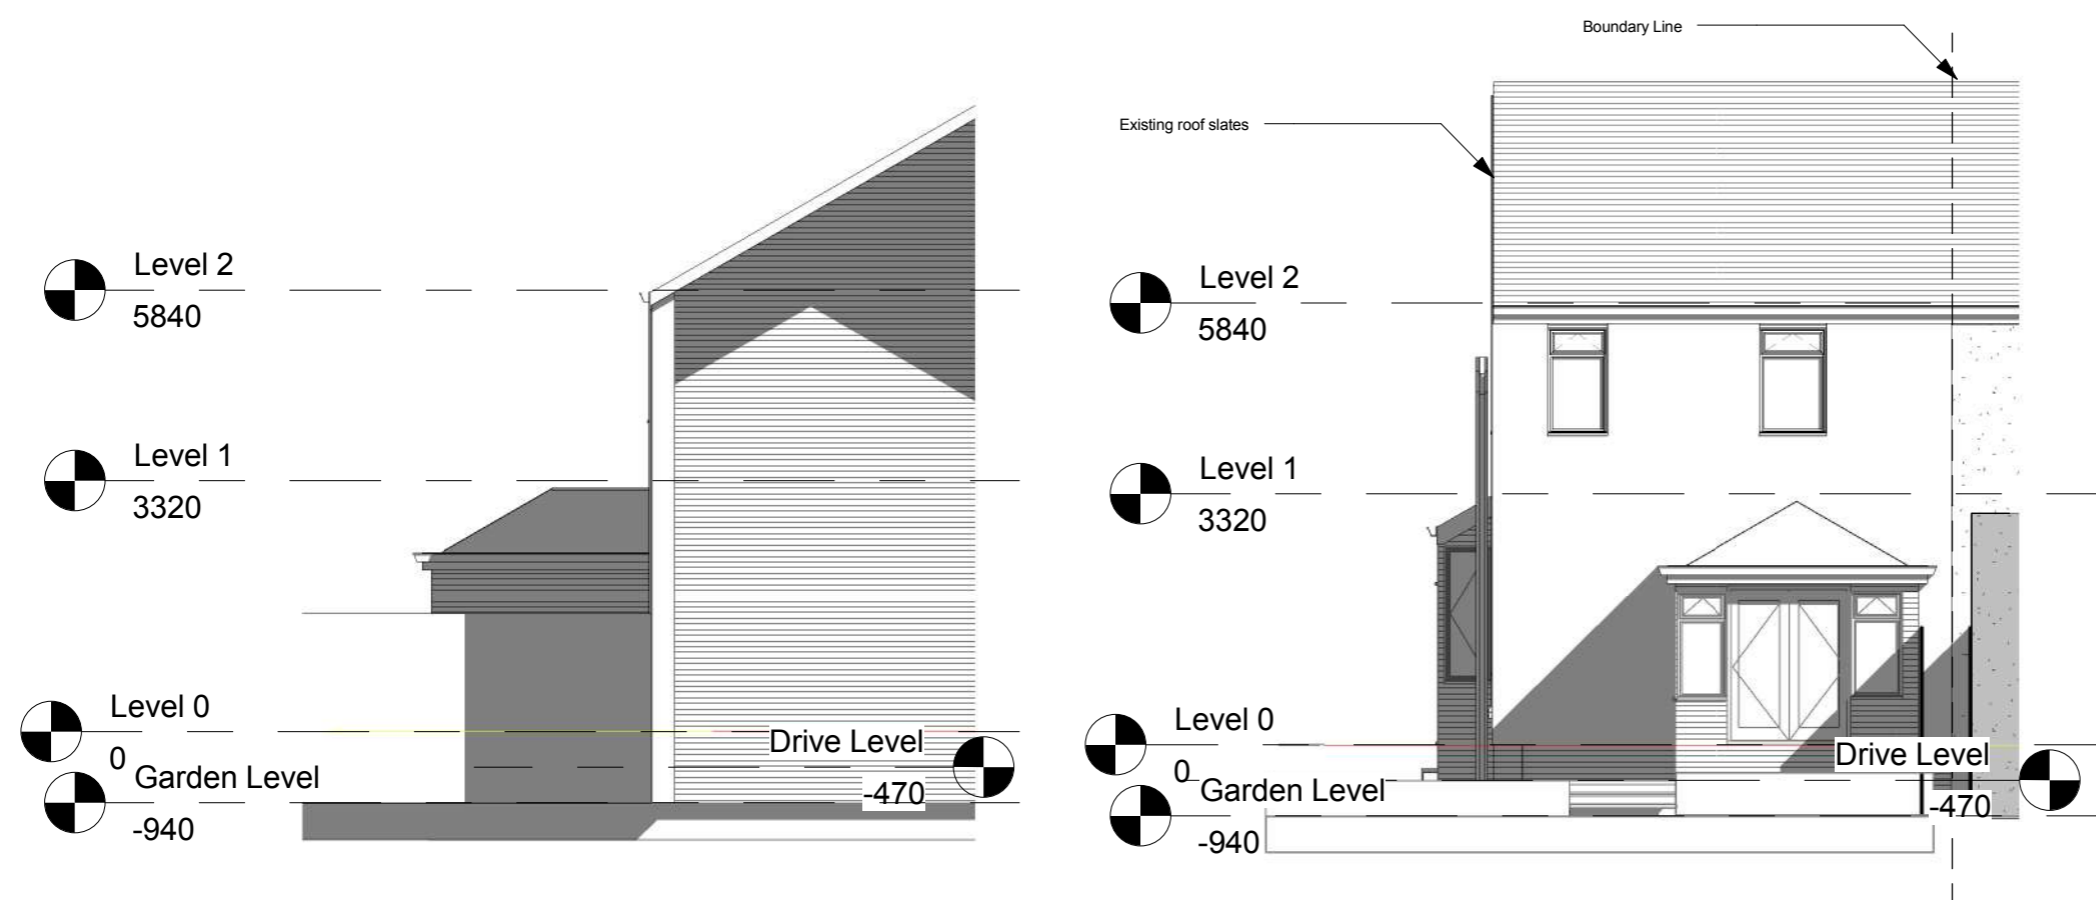 Boundary Line
Existing roof slates
Level 2
5840
Level 1
3320
Level 0
0
Garden Level
-940
Drive Level
-470
Level 2
5840
Level 1
3320
Level 0
0
Garden Level
-940
Drive Level
-470